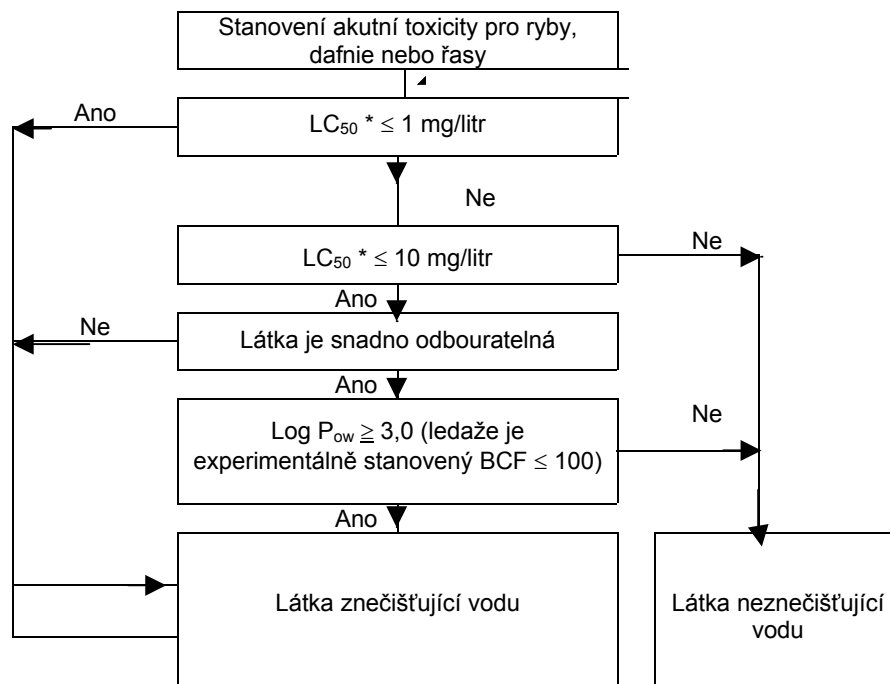 Stanovení akutní toxicity pro ryby,
dafnie nebo řasy
Ano
LC50 * ≤ 1 mg/litr
Ne
LC50 * ≤ 10 mg/litr
Ne
Ano
Ne
Látka je snadno odbouratelná
Ano
Log Pow ≥ 3,0 (ledaže je
experimentálně stanovený BCF ≤ 100)
Ne
Ano
Látka znečišťující vodu
Látka neznečišťující
vodu